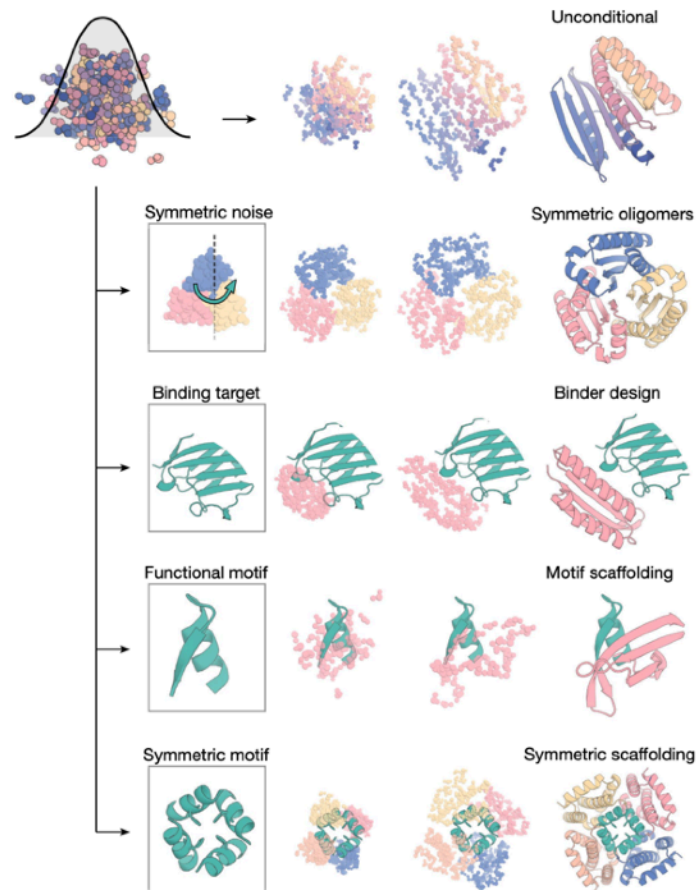 Unconditional
Symmetric noise
Symmetric oligomers
Binding target
Binder design
Functional motif
Motif scaffolding
Symmetric motif
Symmetric scaffolding